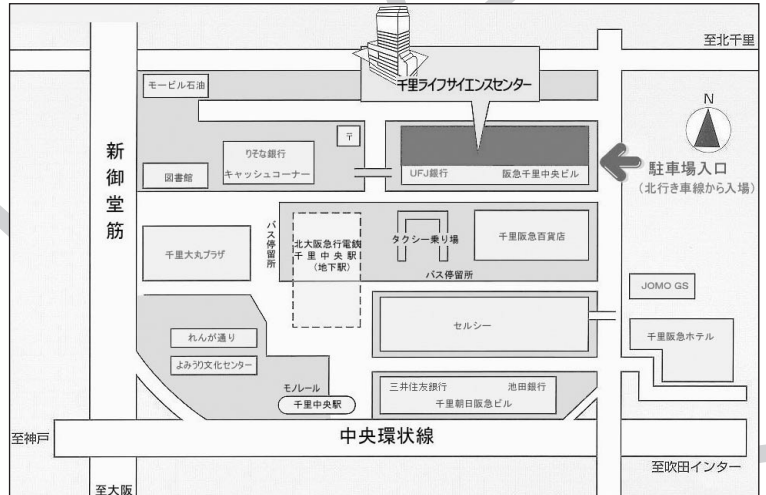 至北千里
モービル石油
千里ライフサイエンスセンター
N
〒
りそな銀行
キャッシュコーナー
図書館
UFJ銀行
阪急千里中央ビル
駐車場入口
(北行き車線から入場)
新御堂筋
千里大丸プラザ
バス停留所
北大阪急行電鉄
千里中央駅
(地下駅)
タクシー乗り場
千里阪急百貨店
バス停留所
JOMO GS
セルシー
千里阪急ホテル
れんが通り
よみうり文化センター
モノレール
千里中央駅
三井住友銀行
池田銀行
千里朝日阪急ビル
至神戸
中央環状線
至吹田インター
至大阪